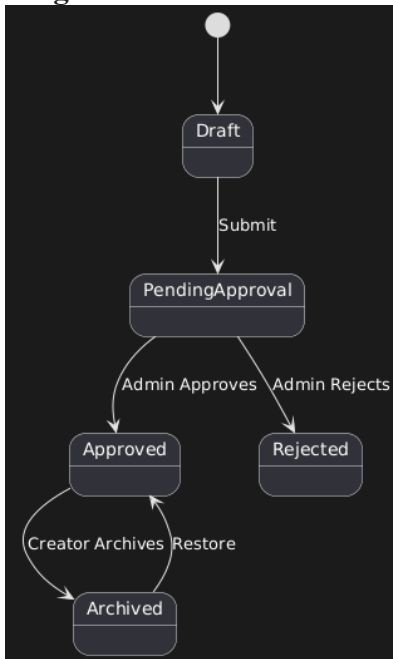 Draft
Submit
PendingApproval
Admin Approves
Admin Rejects
Approved
Rejected
Creator Archives
Restore
Archived